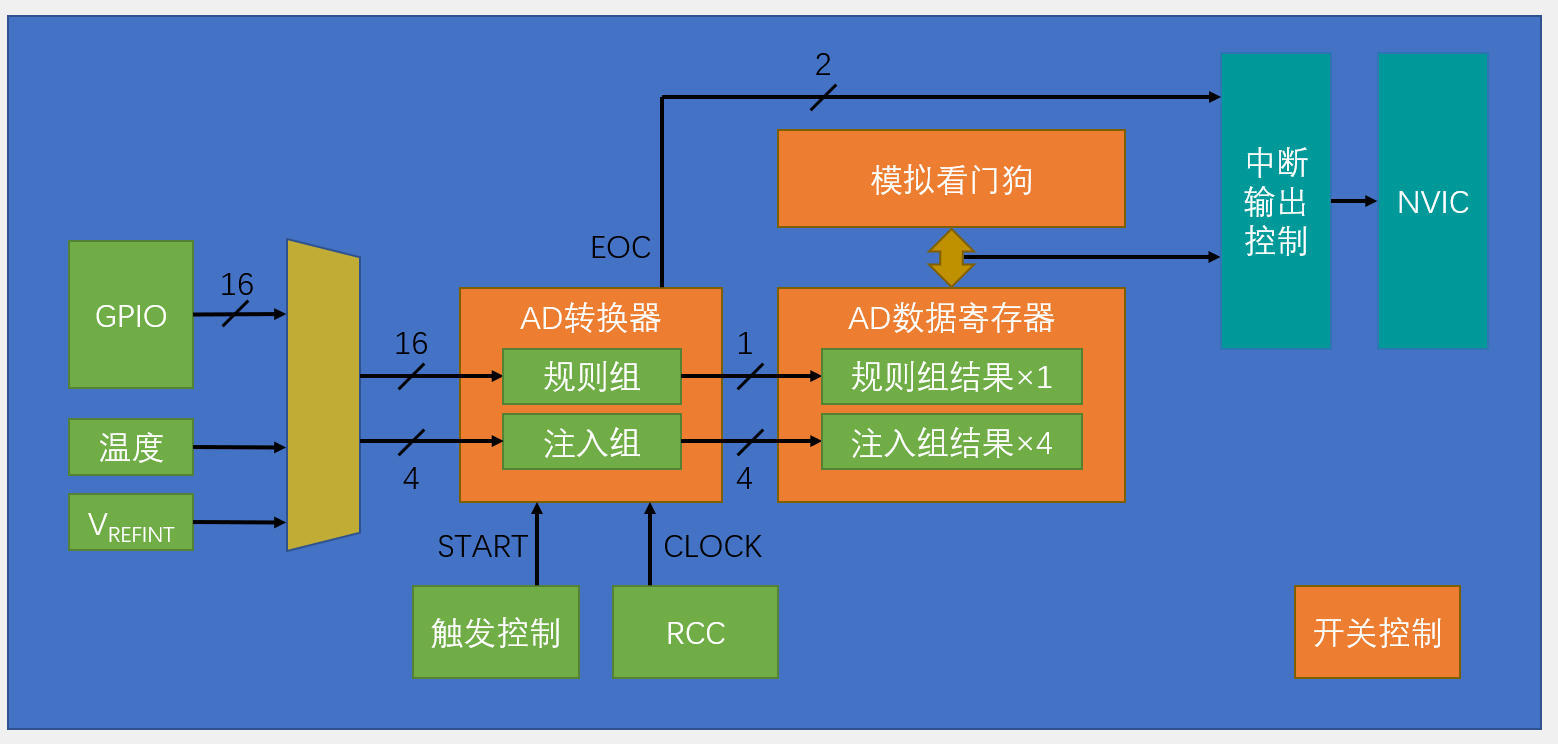 2
模拟看门狗
中断
输出
控制
NVIC
EOC
GPIO
16
AD转换器
AD数据寄存器
16
规则组
1
规则组结果×1
温度
4
注入组
4
注入组结果×4
VREFINT
START
CLOCK
触发控制
RCC
开关控制